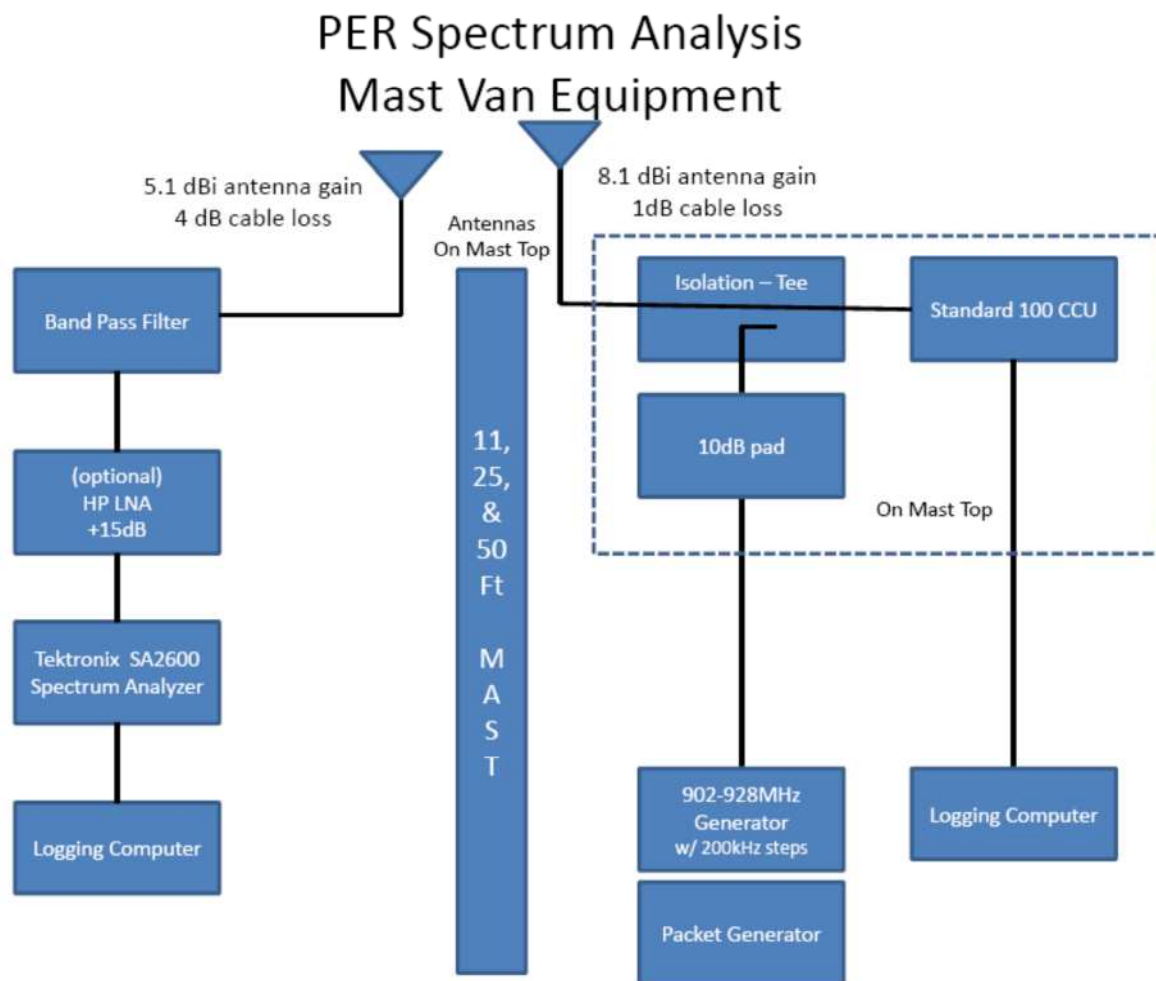 PER Spectrum Analysis
Mast Van Equipment
5.1 dBi antenna gain
4 dB cable loss
Antennas
On Mast Top
8.1 dBi antenna gain
1dB cable loss
Band Pass Filter
(optional)
HP LNA
+15dB
Tektronix SA2600
Spectrum Analyzer
Logging Computer
11,
25,
&
50
Ft
M
A
S
T
Isolation – Tee
Standard 100 CCU
10dB pad
On Mast Top
902-928MHz
Generator
w/ 200kHz steps
Logging Computer
Packet Generator